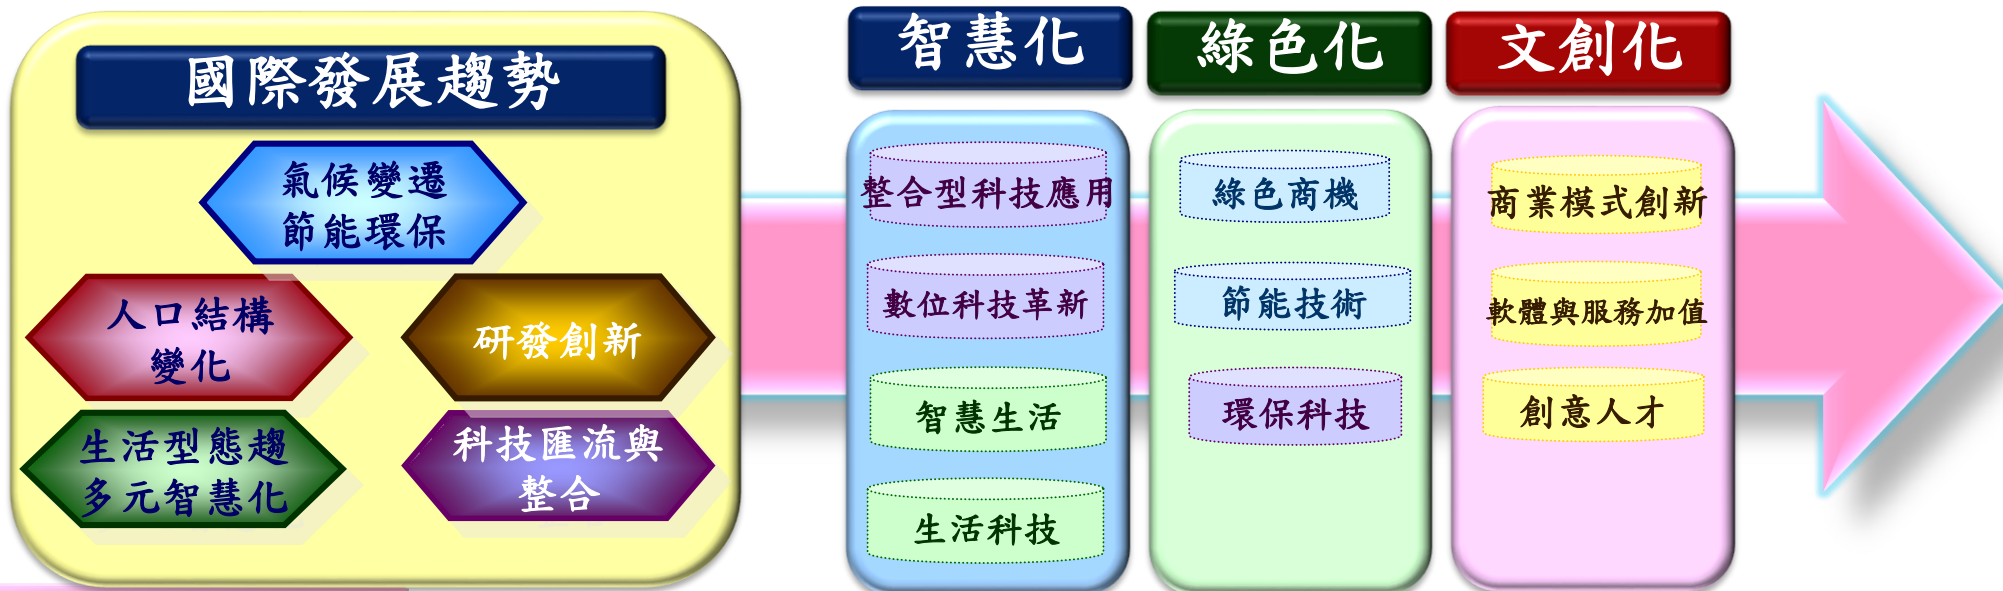 國際發展趨勢
氣候變遷
節能環保
人口結構
變化
研發創新
生活型態趨
多元智慧化
科技匯流與
整合
智慧化
整合型科技應用
數位科技革新
智慧生活
生活科技
綠色化
綠色商機
節能技術
環保科技
文創化
商業模式創新
軟體與服務加值
創意人才